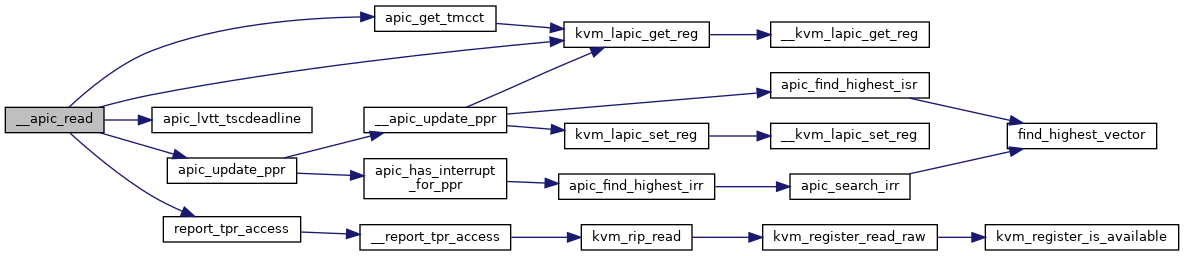 apic_get_tmcct
kvm_lapic_get_reg
__kvm_lapic_get_reg
apic_find_highest_isr
__apic_read
apic_lvtt_tscdeadline
__apic_update_ppr
kvm_lapic_set_reg
__kvm_lapic_set_reg
find_highest_vector
apic_update_ppr
apic_has_interrupt
_for_ppr
apic_find_highest_irr
apic_search_irr
report_tpr_access
__report_tpr_access
kvm_rip_read
kvm_register_read_raw
kvm_register_is_available